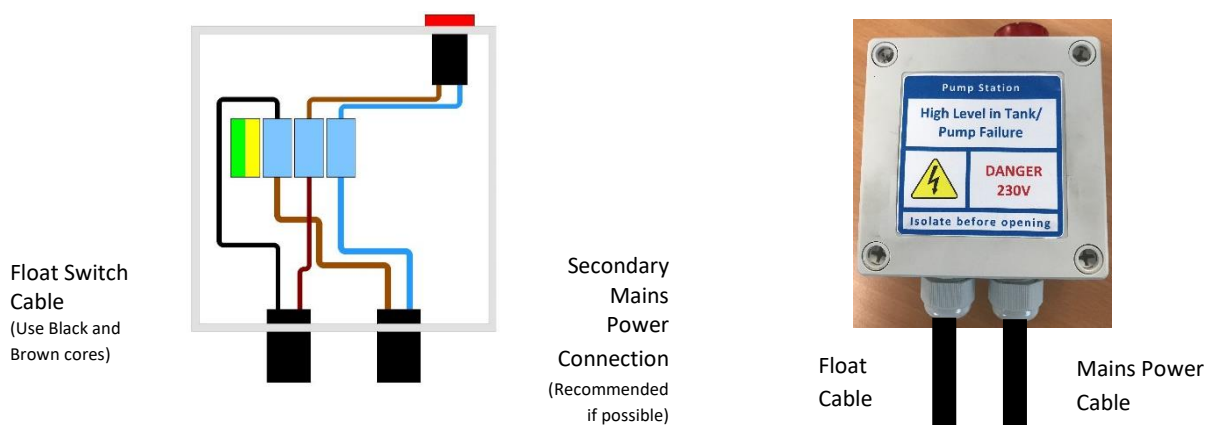 Float Switch
Cable
(Use Black and
Brown cores)
Secondary
Mains
Power
Connection
(Recommended
if possible)
Pump Station
High Level in Tank/
Pump Failure
DANGER
230V
Isolate before opening
Float
Cable
Mains Power
Cable